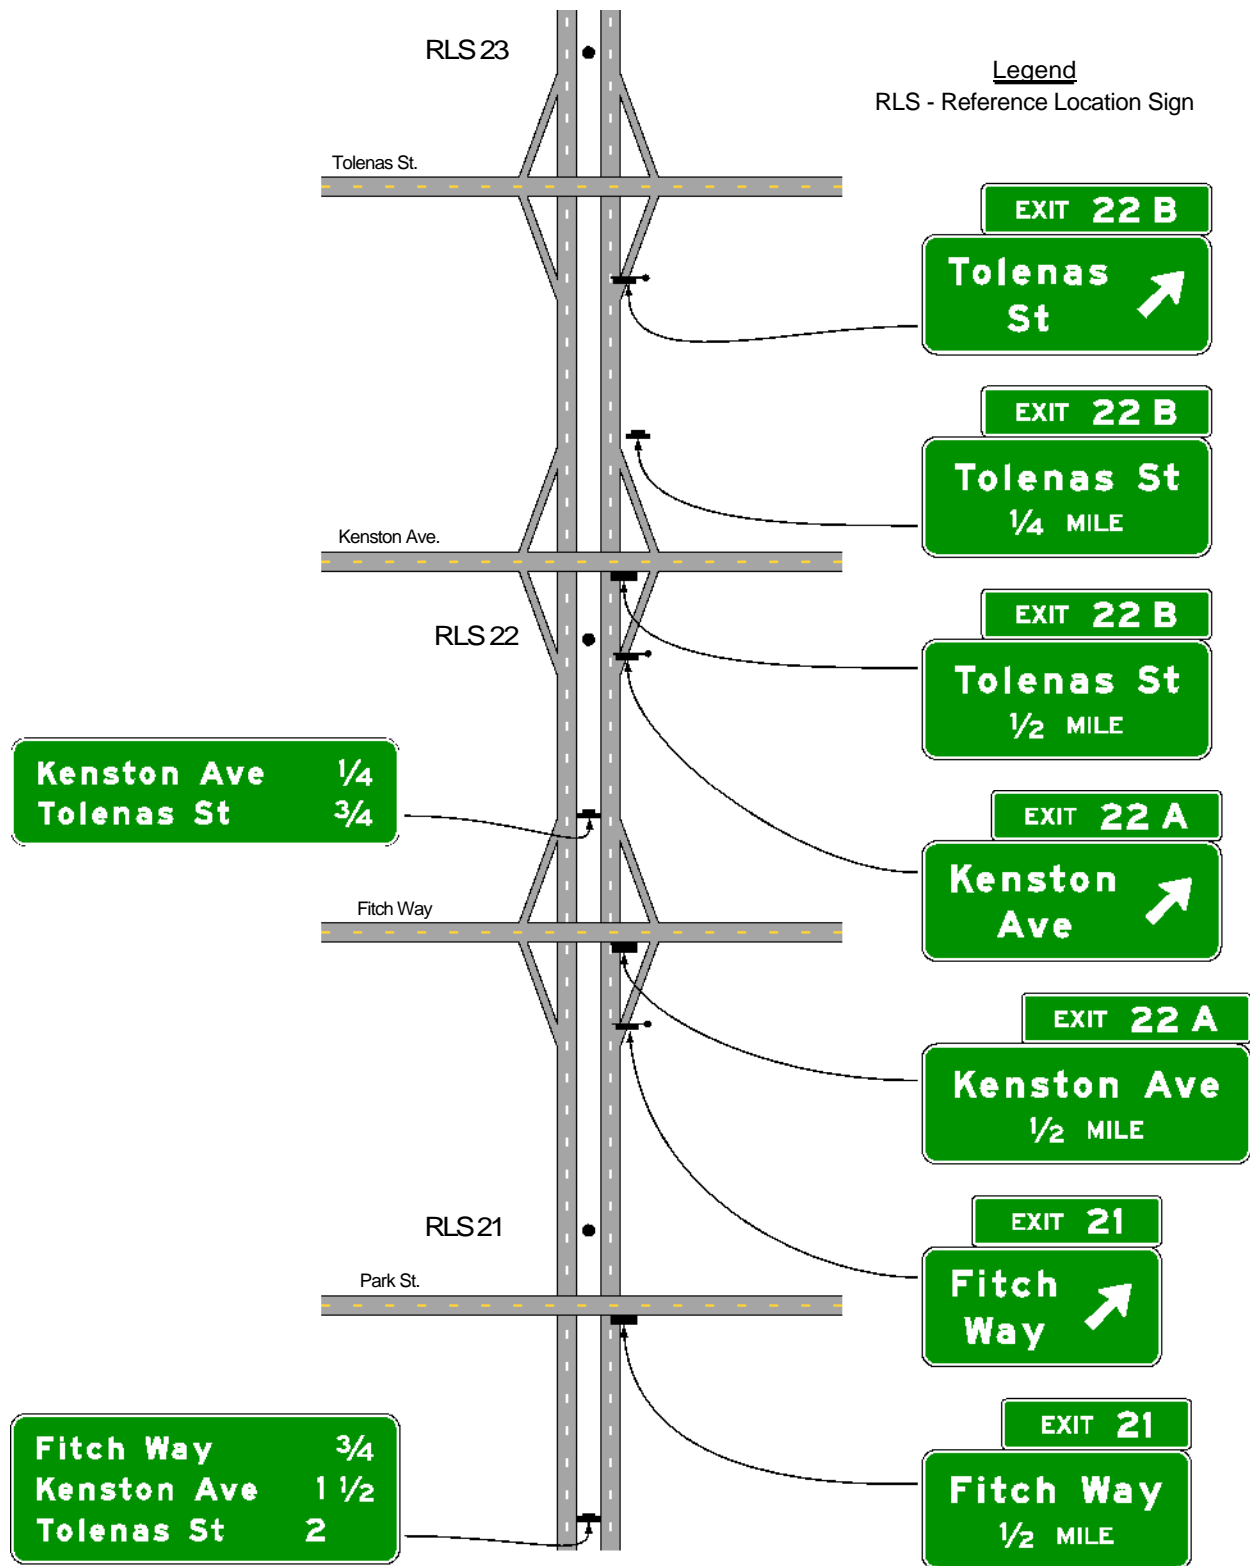 RLS 23
Legend
RLS - Reference Location Sign
Tolenas St.
EXIT 22 B
Tolenas
St
EXIT 22 B
Tolenas St
1/4 MILE
Kenston Ave.
EXIT 22 B
Tolenas St
1/2 MILE
RLS 22
Kenston Ave 1/4
Tolenas St 3/4
EXIT 22 A
Kenston
Ave
Fitch Way
EXIT 22 A
Kenston Ave
1/2 MILE
RLS 21
EXIT 21
Fitch
Way
Park St.
EXIT 21
Fitch Way
1/2 MILE
Fitch Way 3/4
Kenston Ave 1 1/2
Tolenas St 2